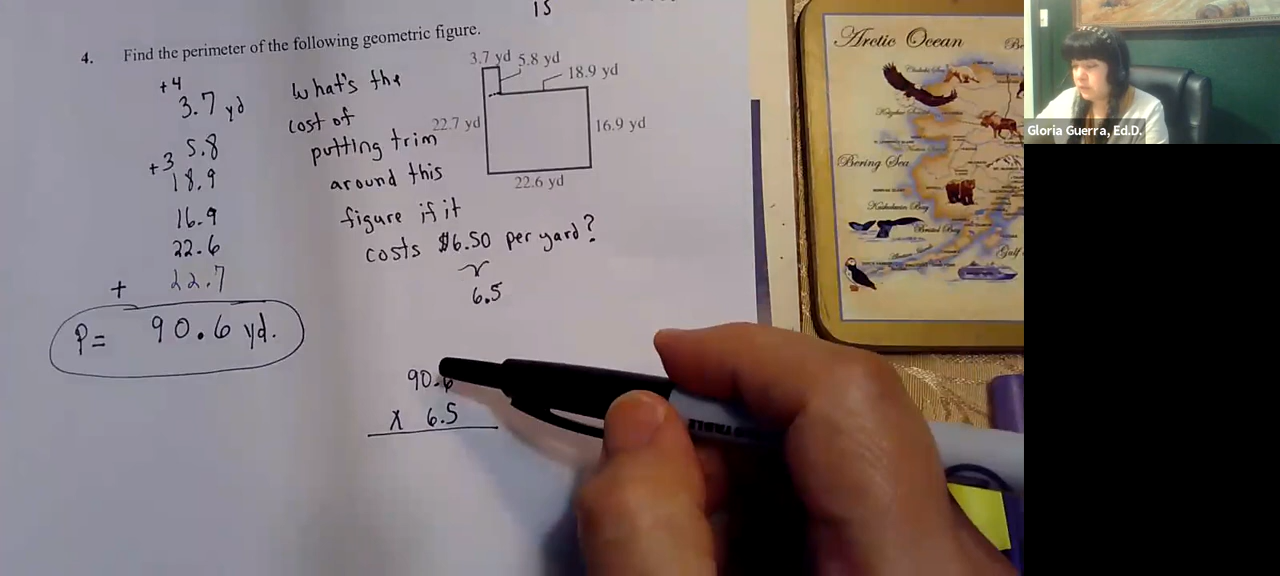 15
4. Find the perimeter of the following geometric figure.
+4
3.7 yd
5.8
+3
18.9
16.9
22.6
+ 22.7
P= 90.6 yd.
What's the
cost of
putting trim
around this
figure if it
costs $6.50 per yard?
6.5
3.7 yd 5.8 yd
18.9 yd
22.7 yd
16.9 yd
22.6 yd
90.6
X 6.5
Arctic Ocean
Bering Sea
Bristol Bay
Gulf
Gloria Guerra, Ed.D.